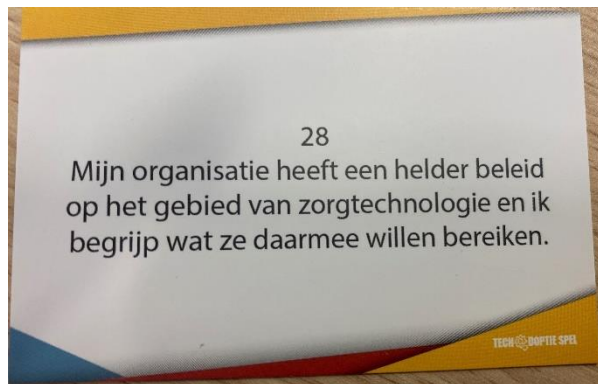 28
Mijn organisatie heeft een helder beleid
op het gebied van zorgtechnologie en ik
begrijp wat ze daarmee willen bereiken.
TECH@DOPTIE SPEL